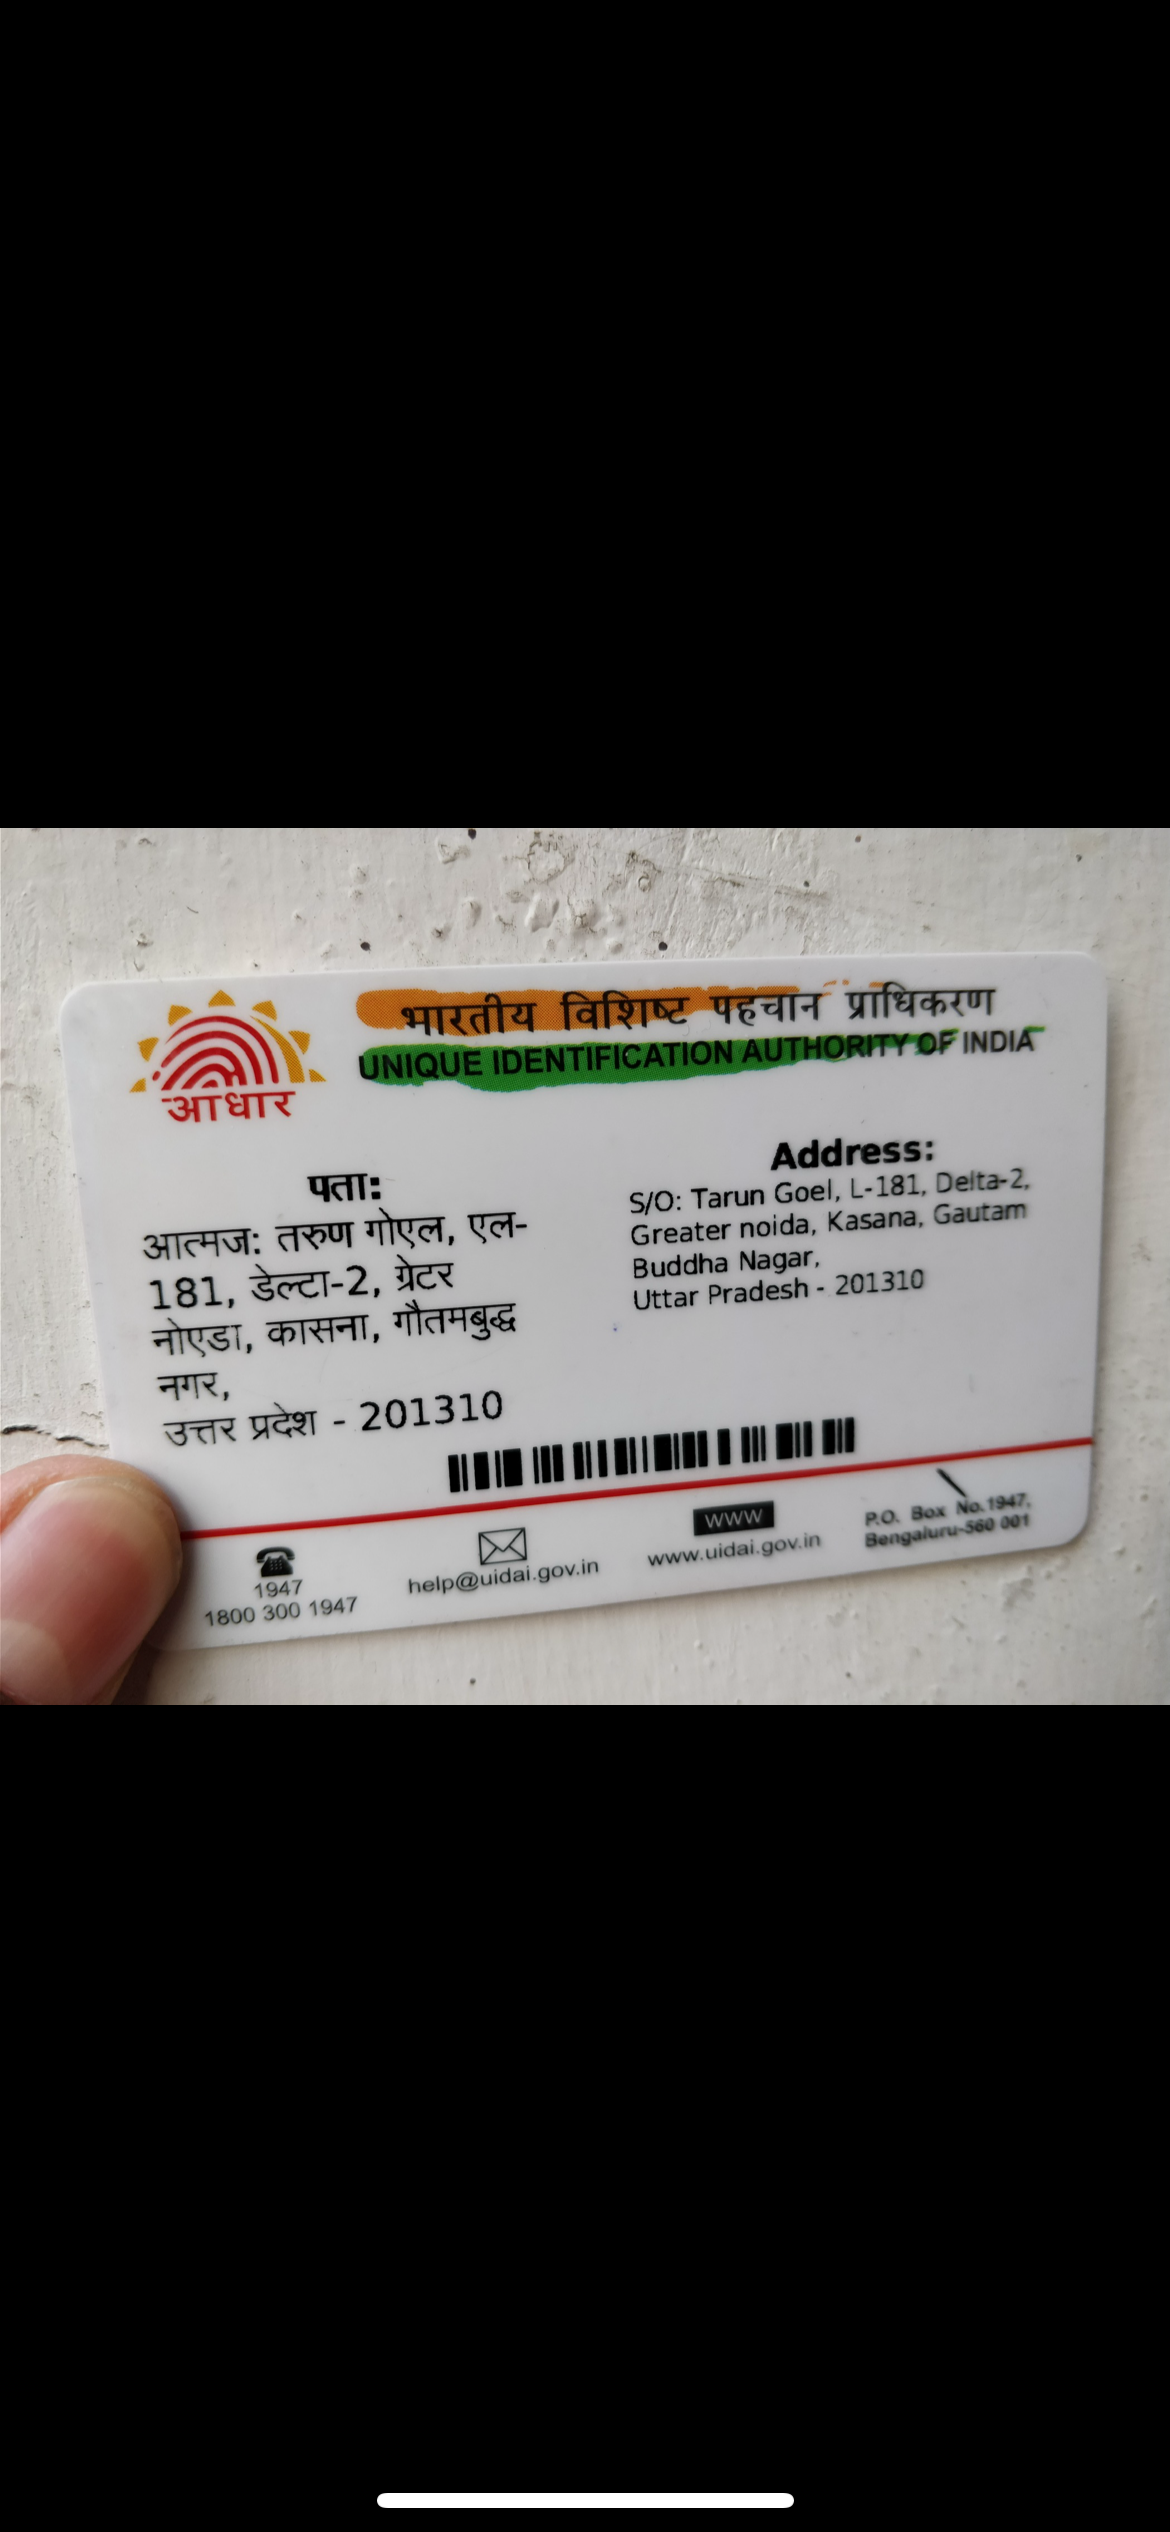 भारतीय विशिष्ट पहचान प्राधिकरण
UNIQUE IDENTIFICATION AUTHORITY OF INDIA
आधार
पता:
आत्मज: तरुण गोएल, एल-
181, डेल्टा-2, ग्रेटर
नोएडा, कासना, गौतमबुद्ध
नगर,
उत्तर प्रदेश - 201310
Address:
S/O: Tarun Goel, L-181, Delta-2,
Greater noida, Kasana, Gautam
Buddha Nagar,
Uttar Pradesh - 201310
1947
1800 300 1947
help@uidai.gov.in
WWW
www.uidai.gov.in
P.O. Box No.1947,
Bengaluru-560 001